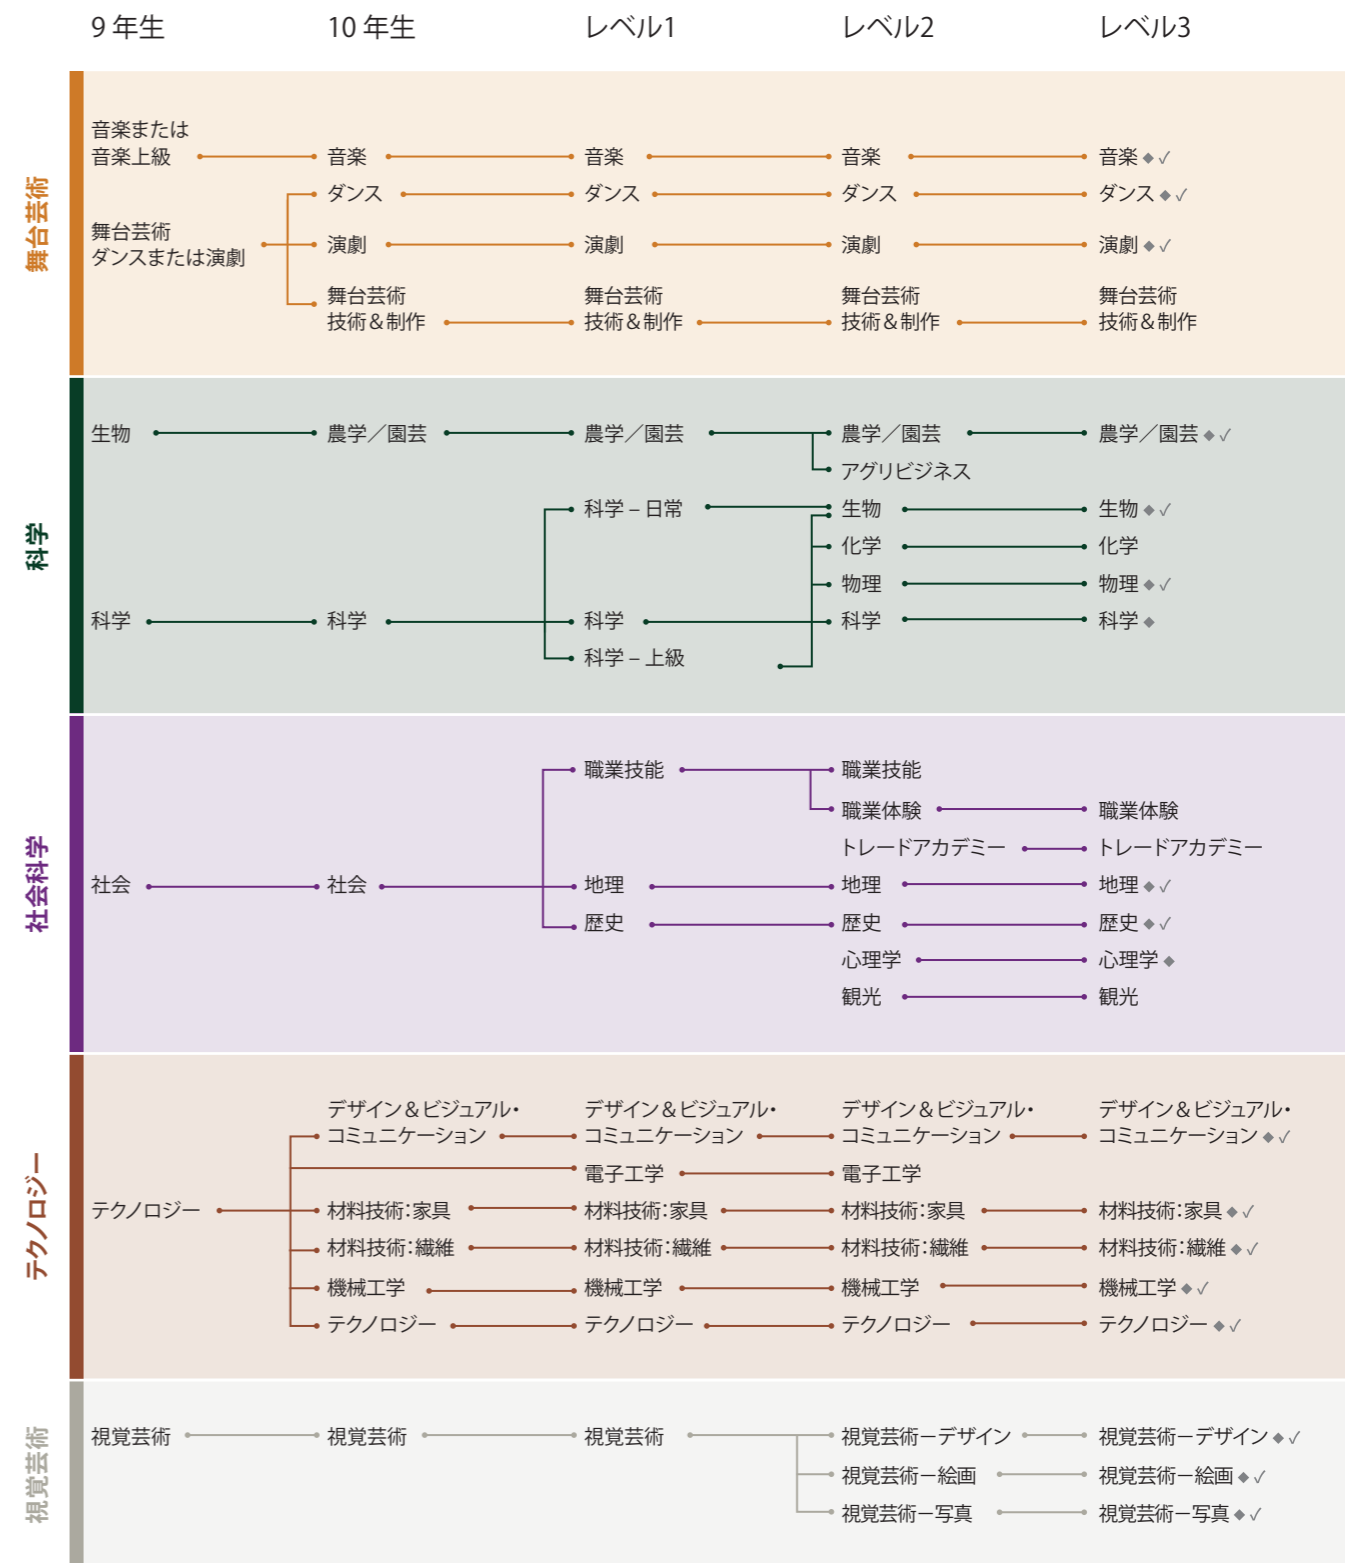 9 年生 10 年生 レベル1 レベル2 レベル3
舞台芸術
音楽または
音楽上級 音楽 音楽 音楽 音楽 ◆ ✓
ダンス ダンス ダンス ダンス ◆ ✓
舞台芸術
ダンスまたは演劇 演劇 演劇 演劇 演劇 ◆ ✓
舞台芸術 舞台芸術 舞台芸術 舞台芸術
技術＆制作 技術＆制作 技術＆制作 技術＆制作
科学
生物 農学／園芸 農学／園芸 農学／園芸 農学／園芸 ◆ ✓
アグリビジネス
科学 – 日常 生物 生物 ◆ ✓
化学 化学
物理 物理 ◆ ✓
科学 科学 科学 科学 科学 ◆
科学 – 上級
社会科学
職業技能 職業技能
職業体験 職業体験
トレードアカデミー トレードアカデミー
社会 社会 地理 地理 地理 ◆ ✓
歴史 歴史 歴史 ◆ ✓
心理学 心理学 ◆
観光 観光
テクノロジー
デザイン＆ビジュアル・ デザイン＆ビジュアル・ デザイン＆ビジュアル・ デザイン＆ビジュアル・
コミュニケーション コミュニケーション コミュニケーション コミュニケーション ◆ ✓
電子工学 電子工学
テクノロジー 材料技術：家具 材料技術：家具 材料技術：家具 材料技術：家具 ◆ ✓
材料技術：繊維 材料技術：繊維 材料技術：繊維 材料技術：繊維 ◆ ✓
機械工学 機械工学 機械工学 機械工学 ◆ ✓
テクノロジー テクノロジー テクノロジー テクノロジー ◆ ✓
視覚芸術
視覚芸術 視覚芸術 視覚芸術 視覚芸術－デザイン 視覚芸術－デザイン ◆ ✓
視覚芸術－絵画 視覚芸術－絵画 ◆ ✓
視覚芸術－写真 視覚芸術－写真 ◆ ✓